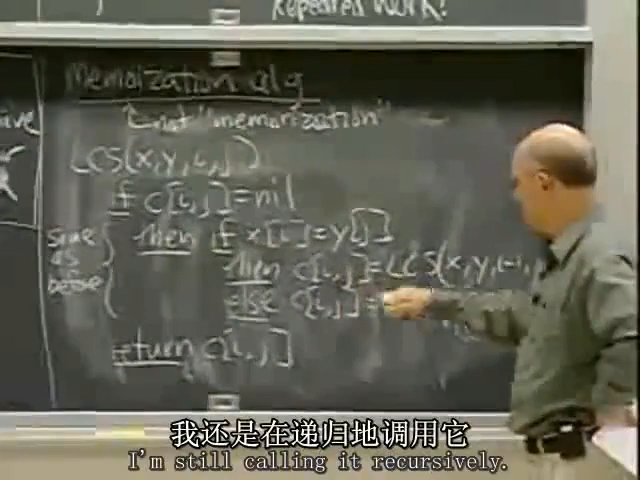 Repeated Work!
Memoization alg
not "memorization"
LCS(x,y,i,j)
if c[i,j]=nil
same as before
then if x[i]=y[j]
then c[i,j]=LCS(x,y,i-1,
else c[i,j]=
return c[i,j]
我还是在递归地调用它
I'm still calling it recursively.